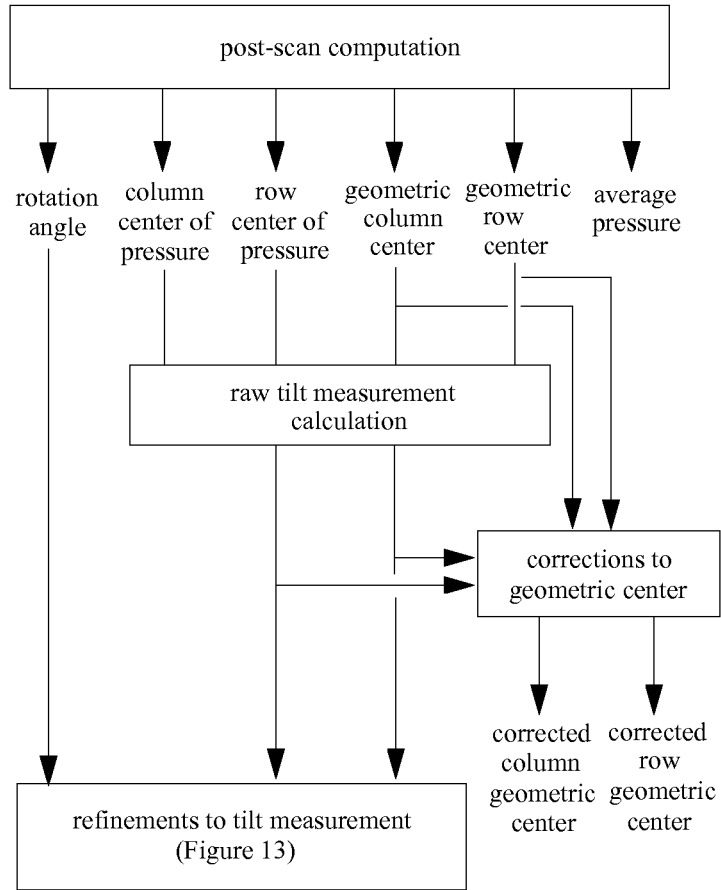 post-scan computation
rotation
angle
column
center of
pressure
row
center of
pressure
geometric
column
center
geometric
row
center
average
pressure
raw tilt measurement
calculation
corrections to
geometric center
corrected
column
geometric
center
corrected
row
geometric
center
refinements to tilt measurement
(Figure 13)